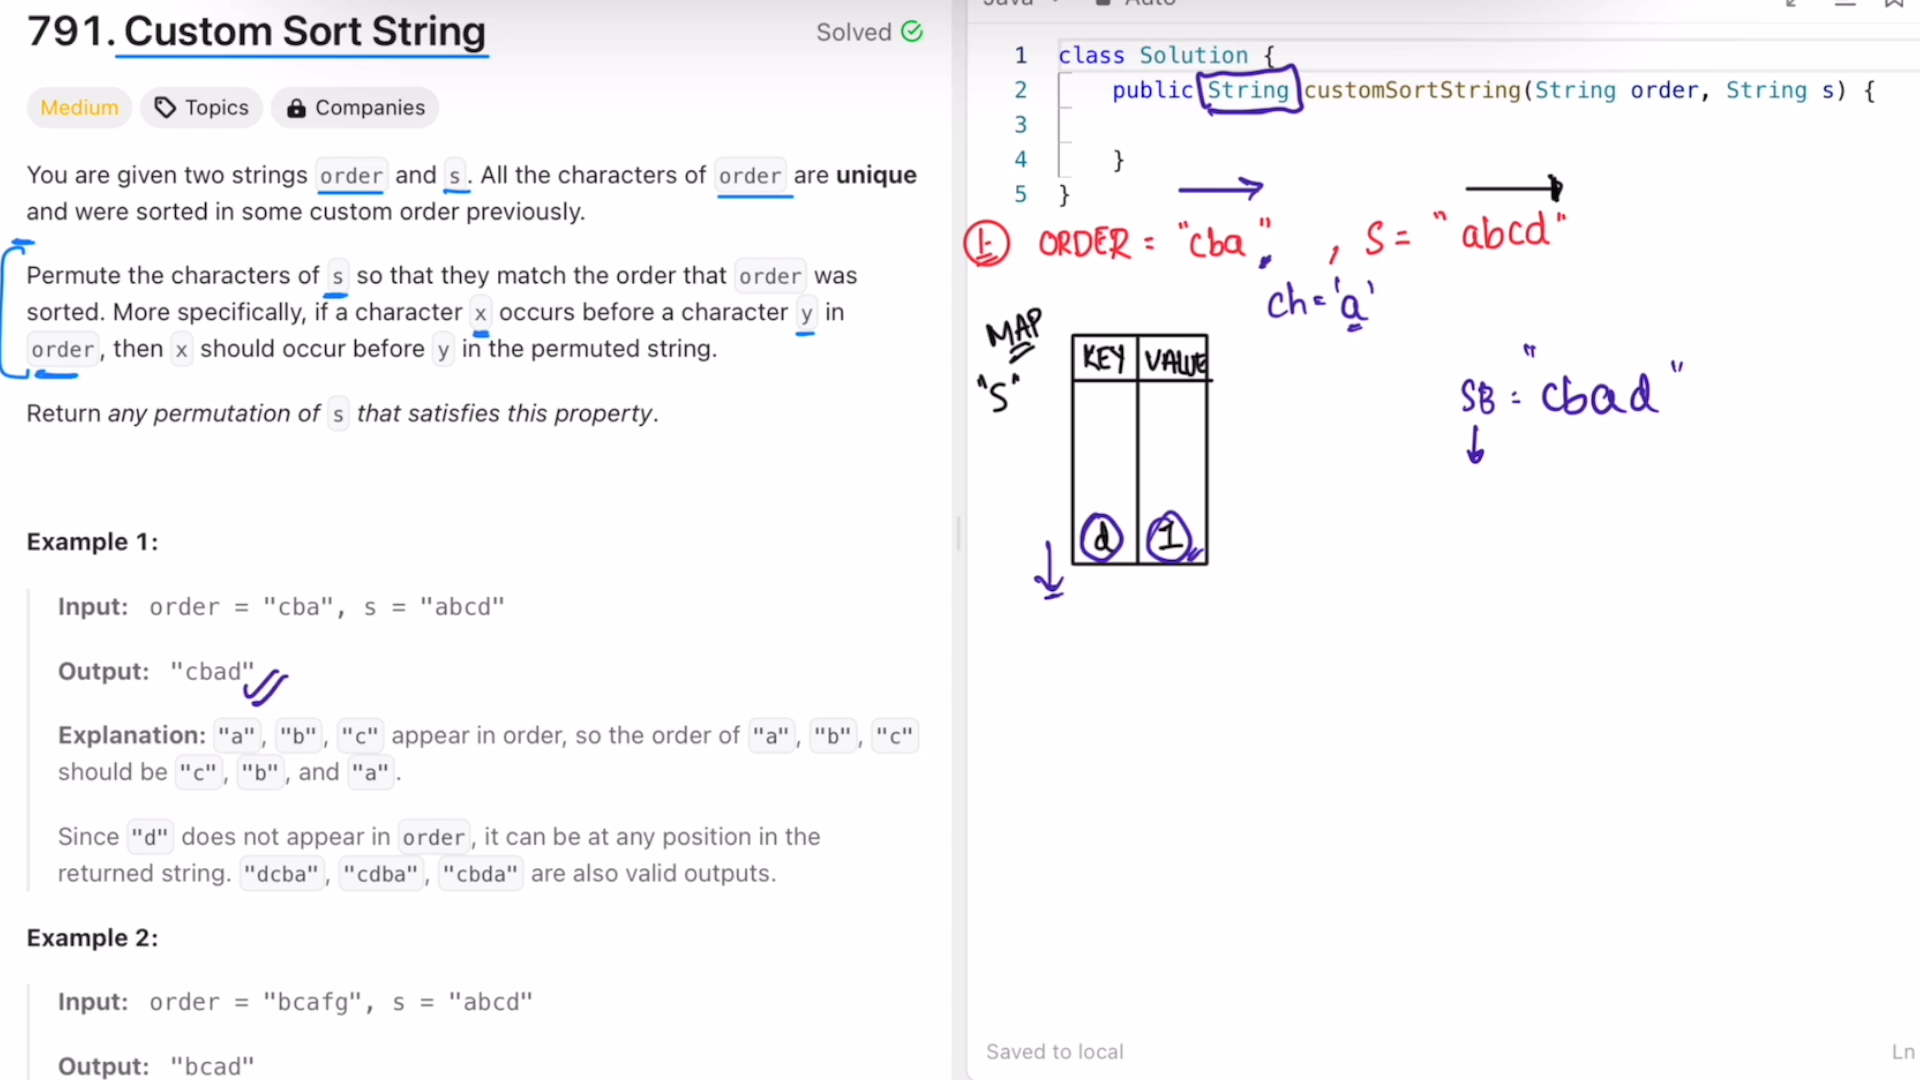 791. Custom Sort String
Solved
Medium Topics Companies
You are given two strings order and s. All the characters of order are unique
and were sorted in some custom order previously.
Permute the characters of s so that they match the order that order was
sorted. More specifically, if a character x occurs before a character y in
order, then x should occur before y in the permuted string.
Return any permutation of s that satisfies this property.
Example 1:
Input: order = "cba", s = "abcd"
Output: "cbad"
Explanation: "a", "b", "c" appear in order, so the order of "a", "b", "c"
should be "c", "b", and "a".
Since "d" does not appear in order, it can be at any position in the
returned string. "dcba", "cdba", "cbda" are also valid outputs.
Example 2:
Input: order = "bcafg", s = "abcd"
Output: "bcad"
Java Auto
1 class Solution {
2 public String customSortString(String order, String s) {
3
4 }
5 }
1 ORDER = "cba", S = "abcd"
ch = 'a'
MAP
"S"
KEY VALUE
d 1
SB = "cbad"
Saved to local
Ln